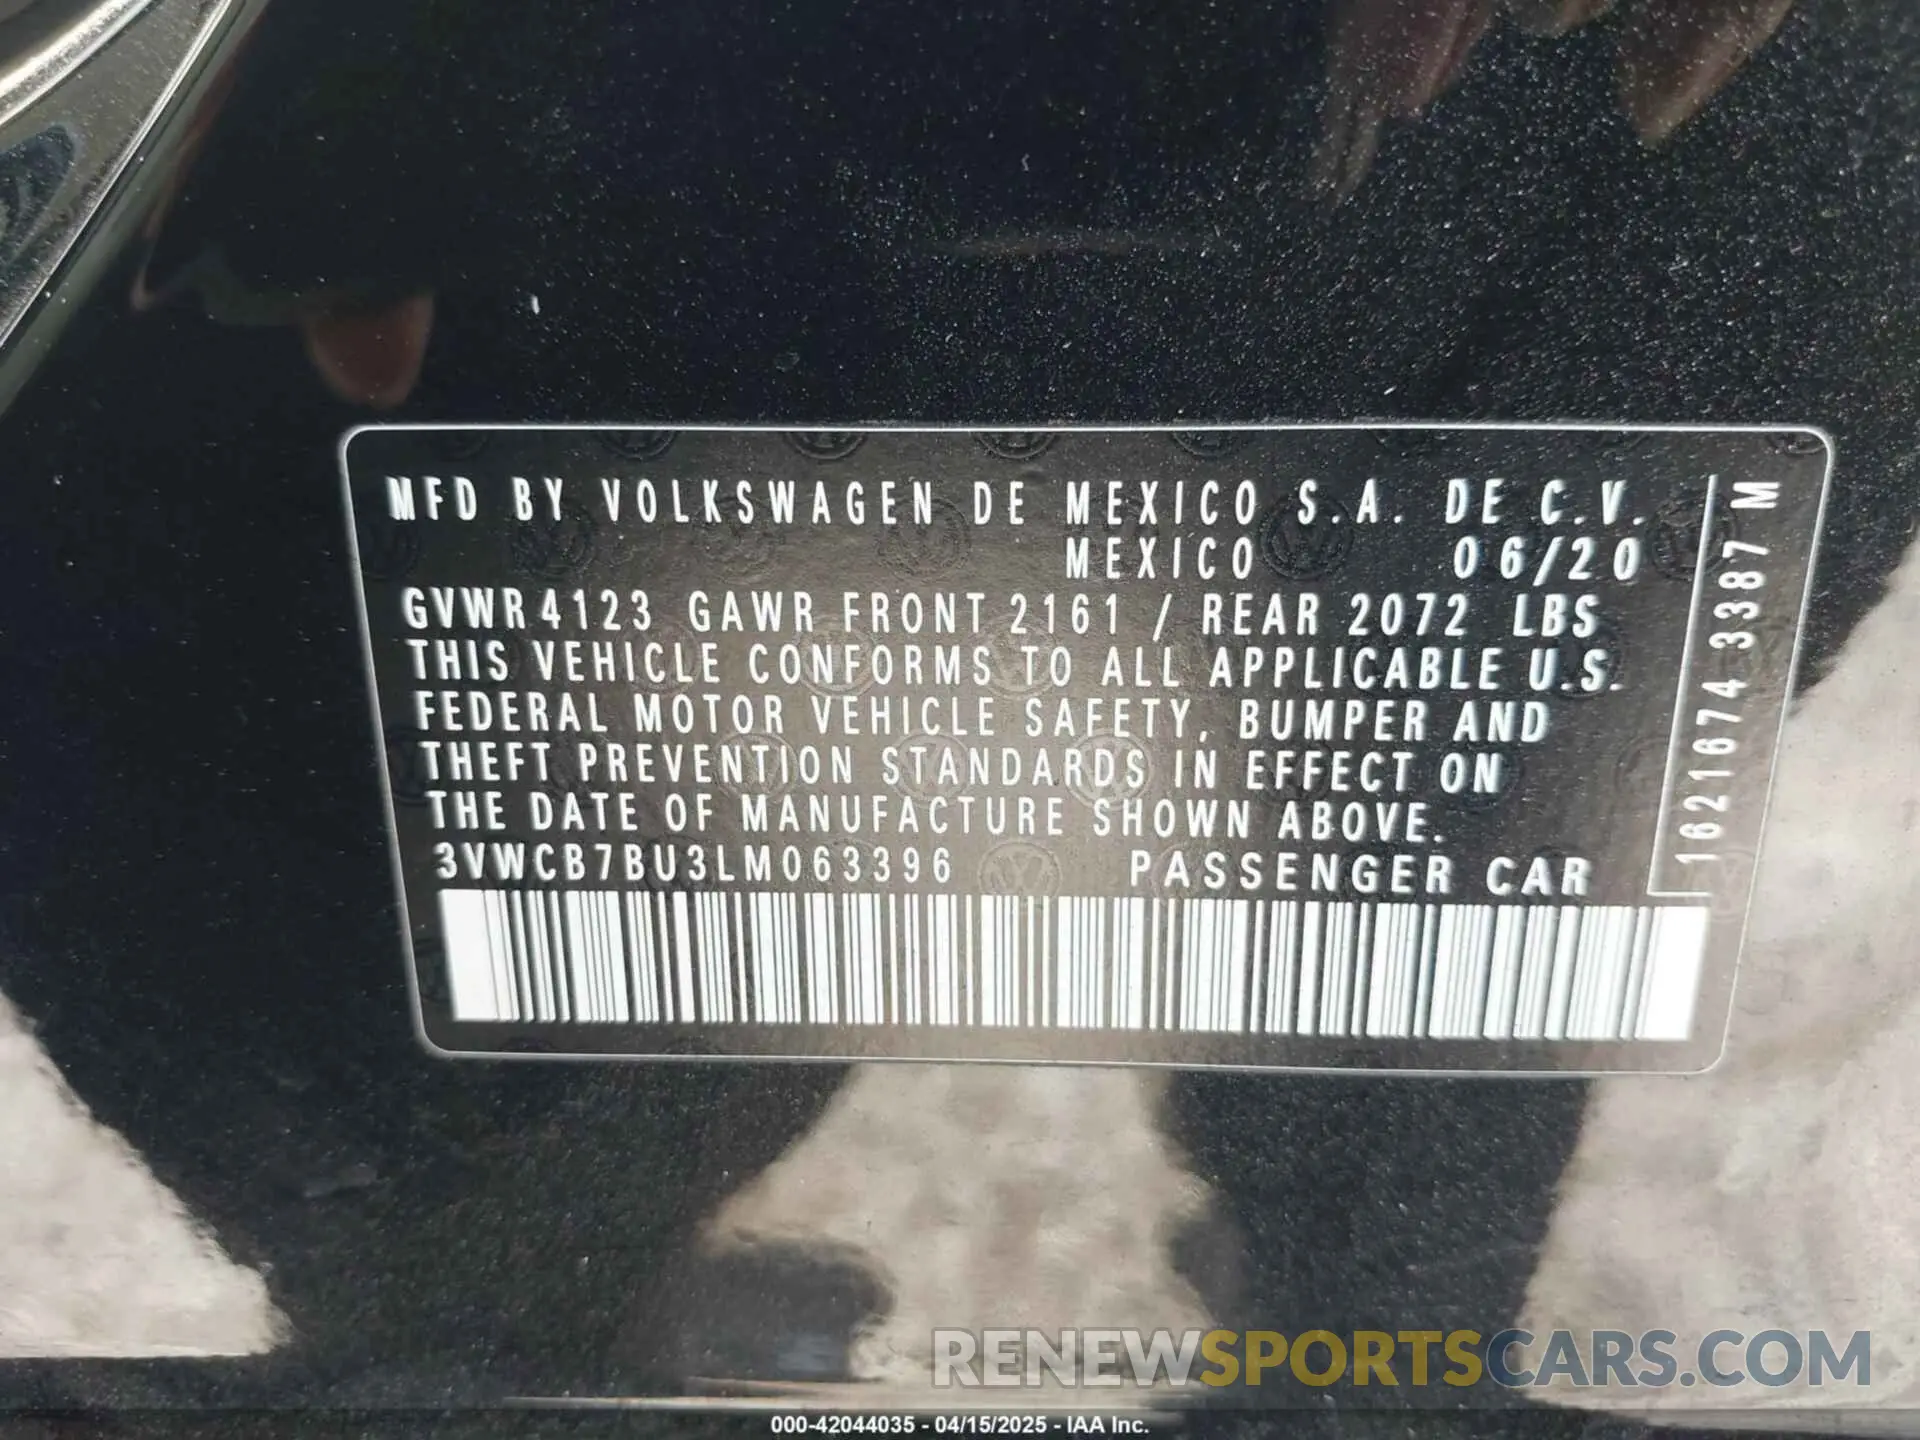 MFD BY VOLKSWAGEN DE MEXICO S.A. DE C.V.
MEXICO 06/20
GVWR 4123 GAWR FRONT 2161 / REAR 2072 LBS
THIS VEHICLE CONFORMS TO ALL APPLICABLE U.S.
FEDERAL MOTOR VEHICLE SAFETY, BUMPER AND
THEFT PREVENTION STANDARDS IN EFFECT ON
THE DATE OF MANUFACTURE SHOWN ABOVE.
3VWCB7BU3LM063396 PASSENGER CAR
1621674 3387 M
RENEWSPORTSCARS.COM
000-42044035 - 04/15/2025 - IAA Inc.